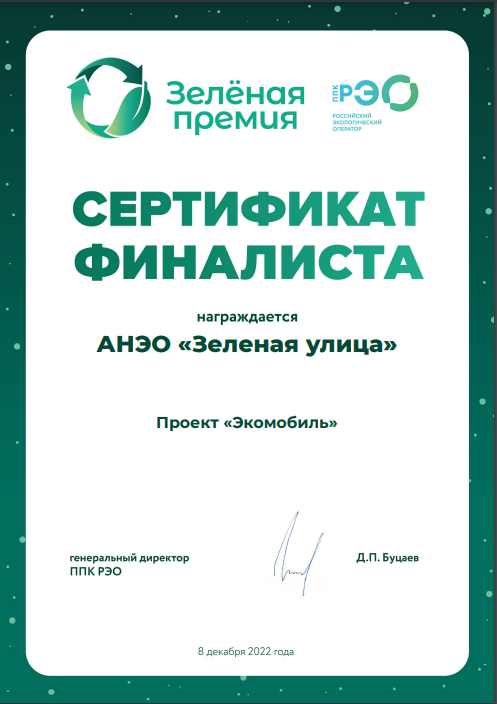 Зелёная
премия
ППК РЭО
РОССИЙСКИЙ
ЭКОЛОГИЧЕСКИЙ
ОПЕРАТОР
СЕРТИФИКАТ
ФИНАЛИСТА
награждается
АНЭО «Зеленая улица»
Проект «Экомобиль»
генеральный директор
ППК РЭО
Д.П. Буцаев
8 декабря 2022 года